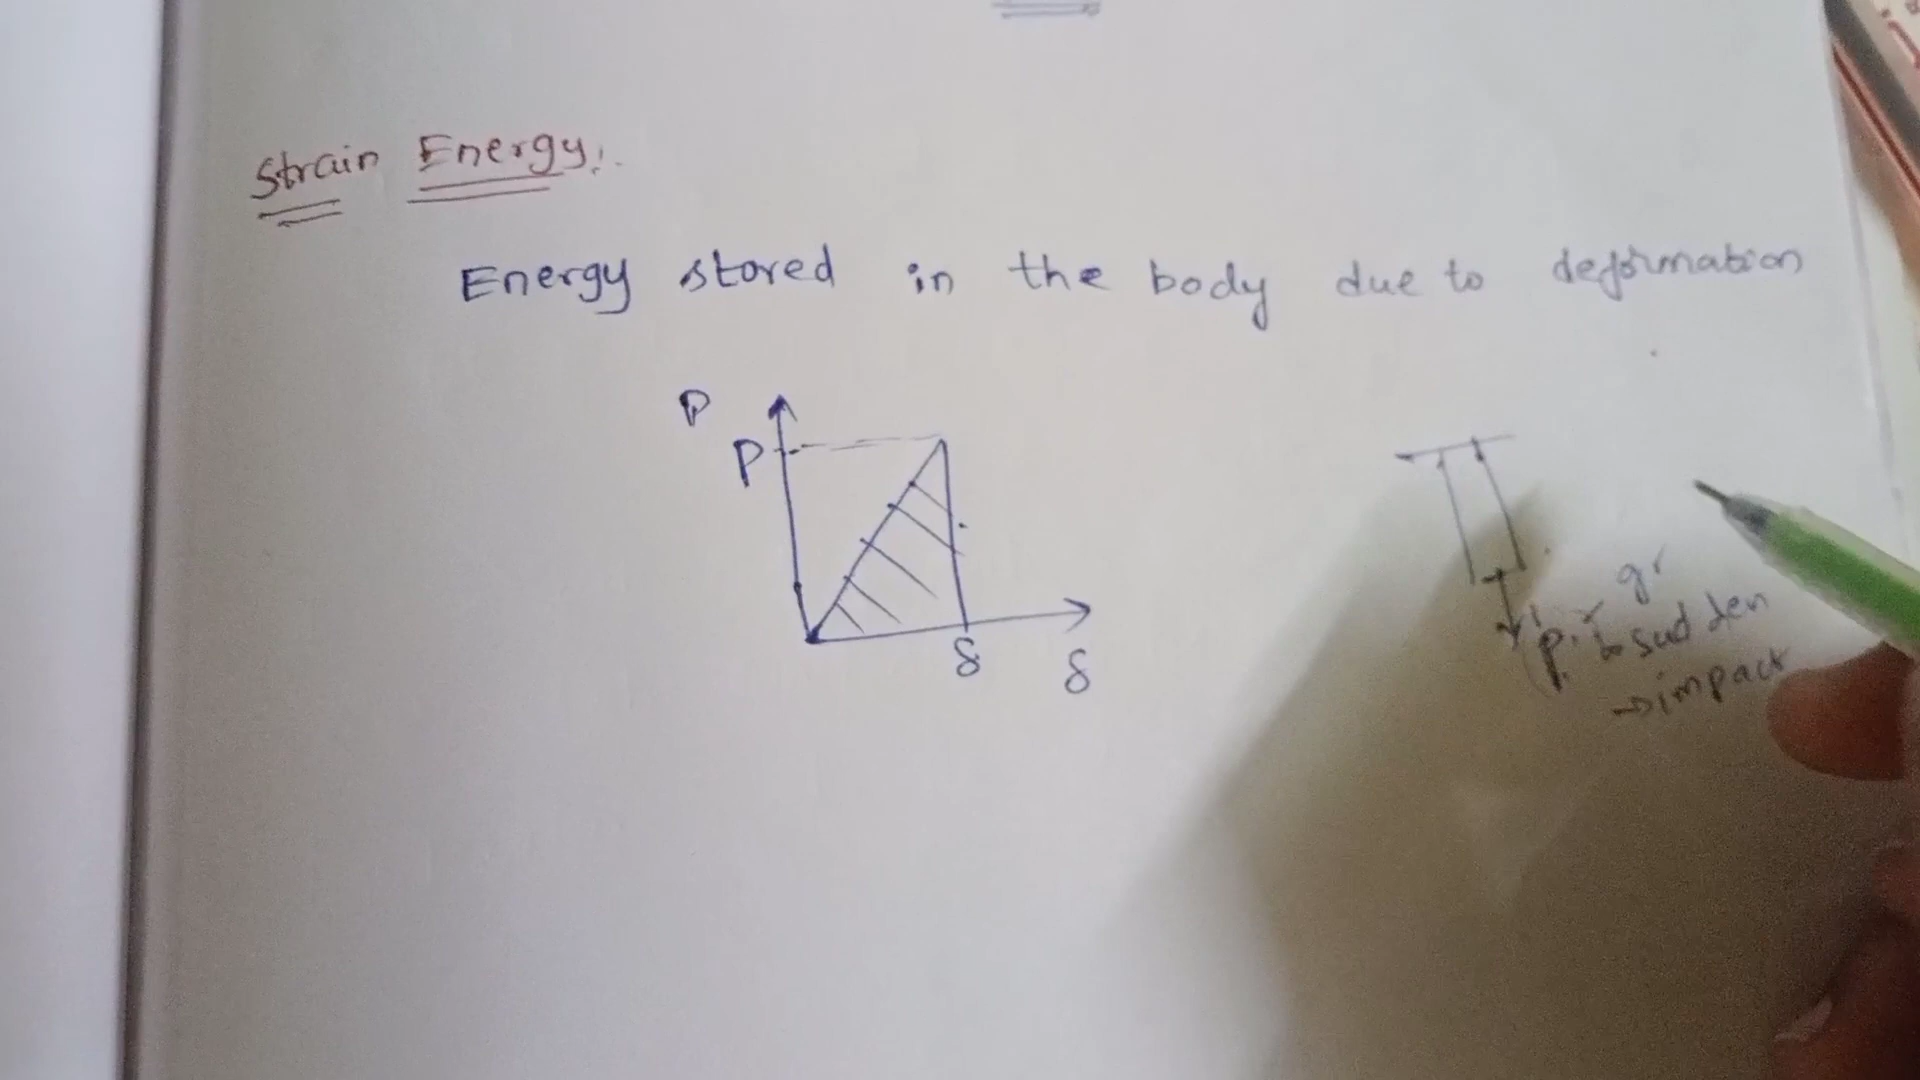 Strain Energy:
Energy stored in the body due to deformation
P
P
δ
δ
P.
gr
sudden
→impact